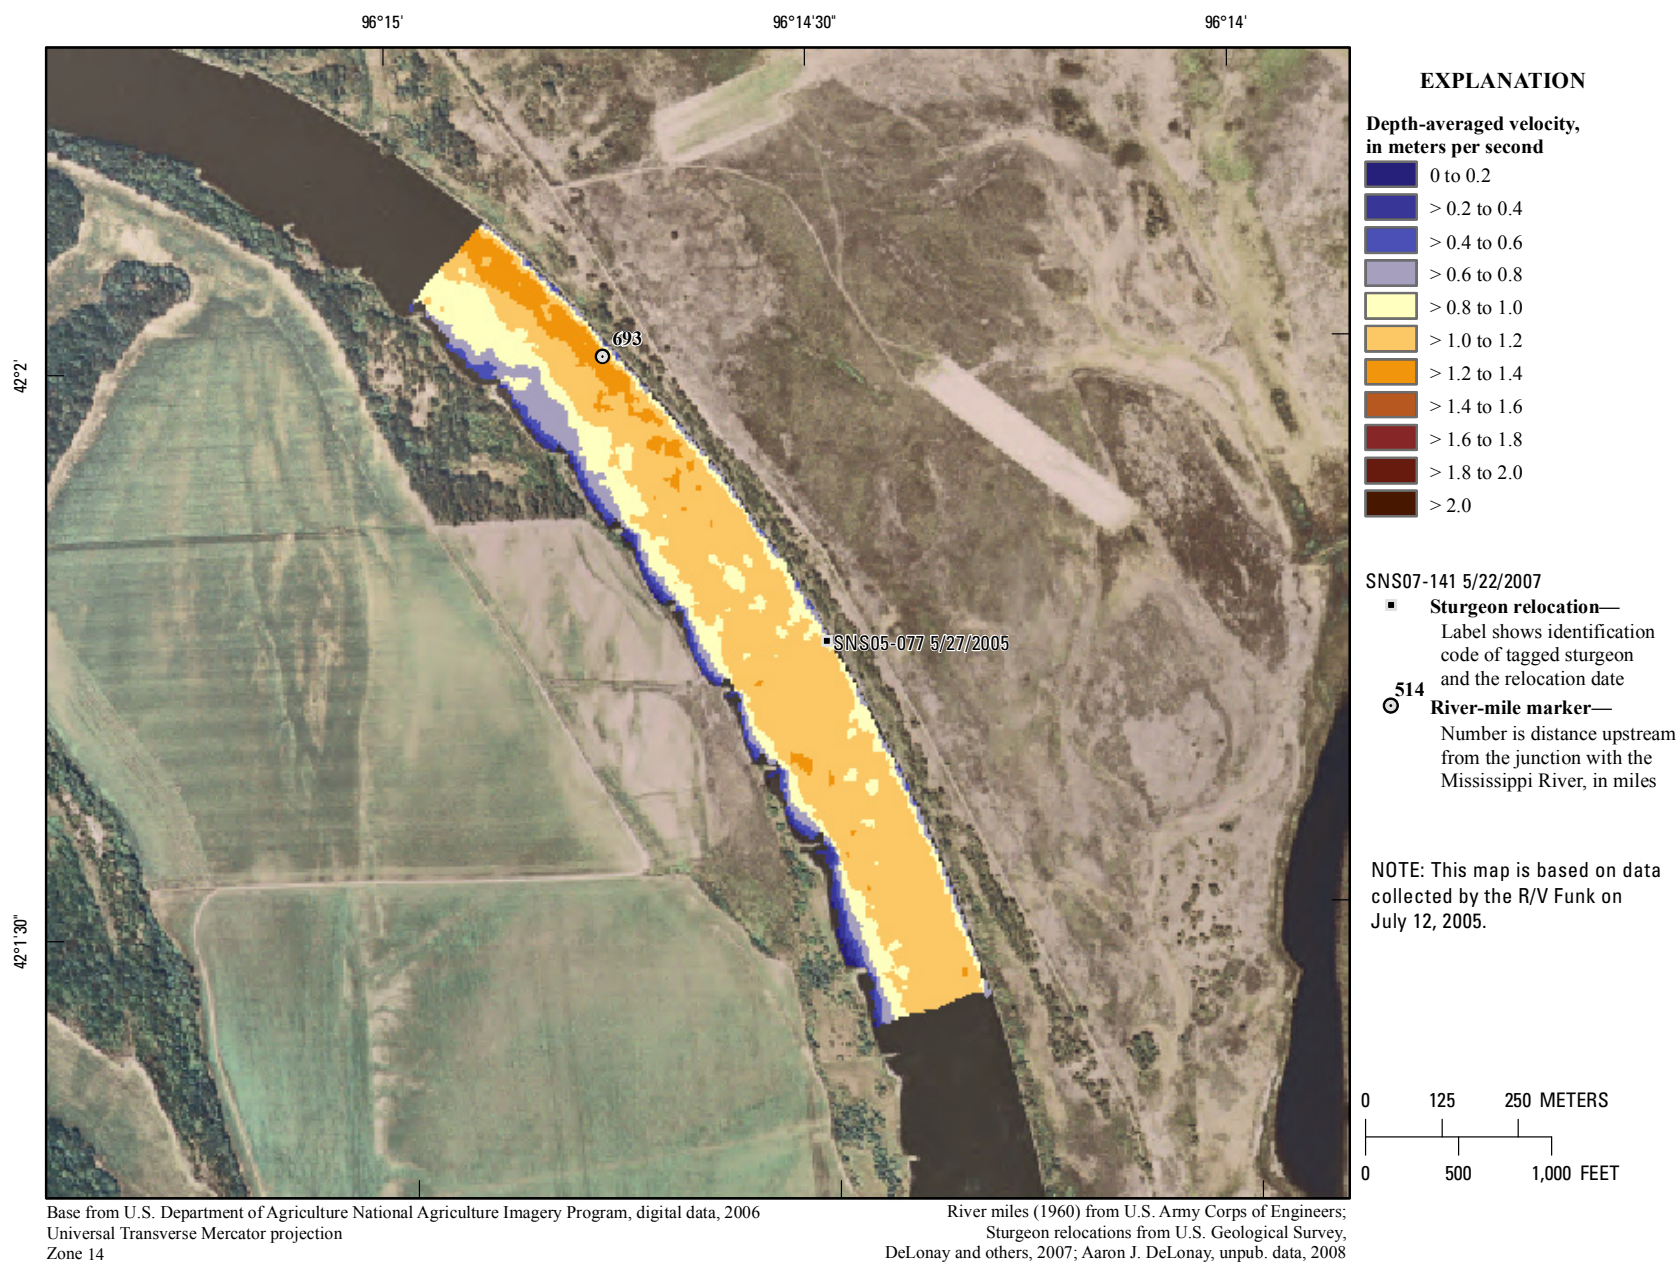 96°15'
96°14'30"
96°14'
42°2'
42°1'30"
693
SNS05-077 5/27/2005
EXPLANATION
Depth-averaged velocity,
in meters per second
0 to 0.2
> 0.2 to 0.4
> 0.4 to 0.6
> 0.6 to 0.8
> 0.8 to 1.0
> 1.0 to 1.2
> 1.2 to 1.4
> 1.4 to 1.6
> 1.6 to 1.8
> 1.8 to 2.0
> 2.0
SNS07-141 5/22/2007
Sturgeon relocation—
Label shows identification
code of tagged sturgeon
and the relocation date
514
River-mile marker—
Number is distance upstream
from the junction with the
Mississippi River, in miles
NOTE: This map is based on data
collected by the R/V Funk on
July 12, 2005.
0 125 250 METERS
0 500 1,000 FEET
Base from U.S. Department of Agriculture National Agriculture Imagery Program, digital data, 2006
Universal Transverse Mercator projection
Zone 14
River miles (1960) from U.S. Army Corps of Engineers;
Sturgeon relocations from U.S. Geological Survey,
DeLonay and others, 2007; Aaron J. DeLonay, unpub. data, 2008